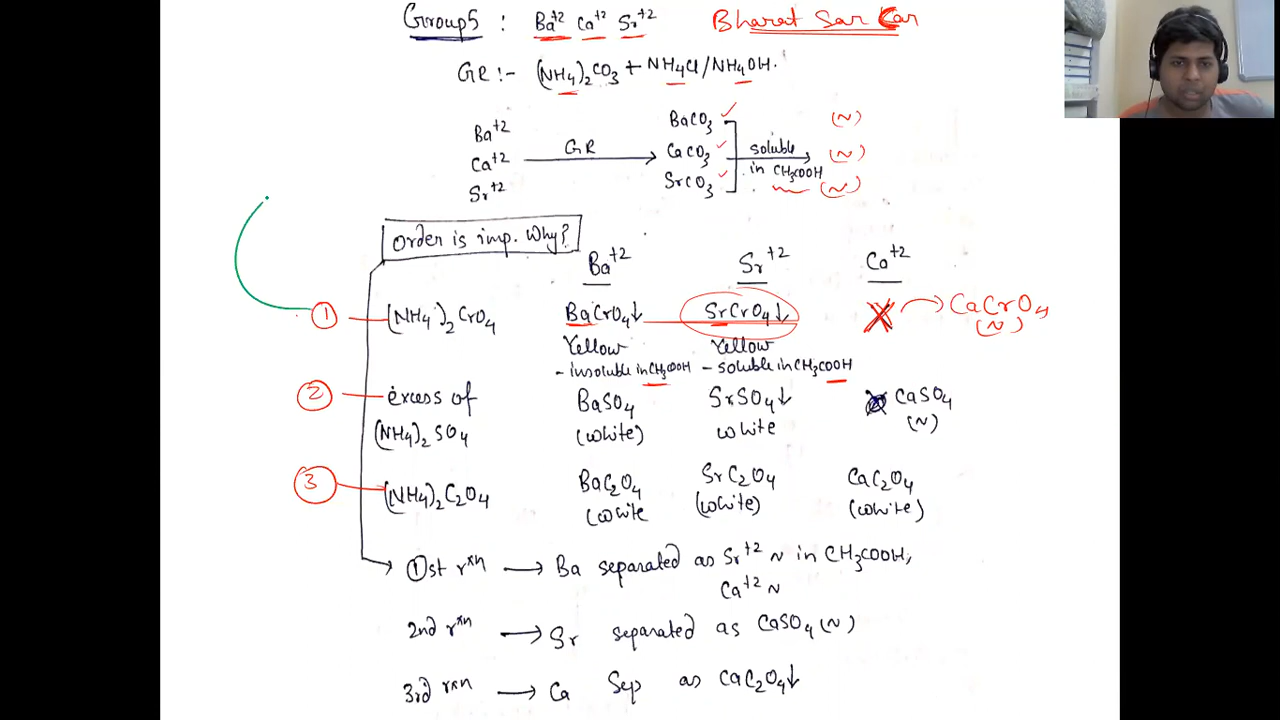 Group 5 : Ba+2 Ca+2 Sr+2 Bharat Sar Car
GR :- (NH4)2CO3 + NH4Cl/NH4OH.
Ba+2 BaCO3 ✓ (~)
Ca+2 GR CaCO3 ✓ soluble (~)
Sr+2 SrCO3 ✓ in CH3COOH (~)
Order is imp. Why?
Ba+2 Sr+2 Ca+2
① (NH4)2CrO4 BaCrO4↓ SrCrO4↓ X → CaCrO4
Yellow Yellow (~)
- insoluble in CH3COOH - soluble in CH3COOH
② excess of BaSO4 SrSO4↓ CaSO4
(NH4)2SO4 (white) white (~)
③ (NH4)2C2O4 BaC2O4 SrC2O4 CaC2O4
(white (white) (white)
①st rxn → Ba separated as Sr+2 ~ in CH3COOH,
Ca+2 ~
2nd rxn → Sr separated as CaSO4 (~)
3rd rxn → Ca Sep as CaC2O4↓